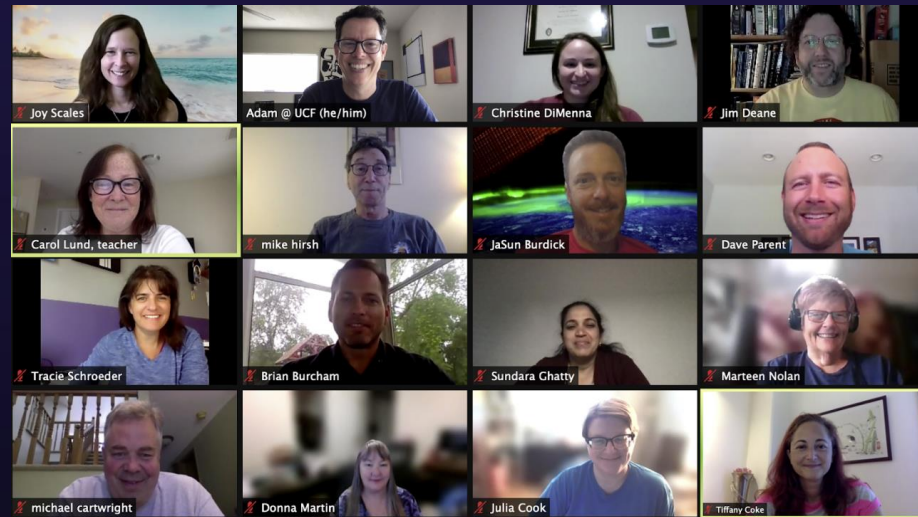 Joy Scales
Adam @ UCF (he/him)
Christine DiMenna
Jim Deane
Carol Lund, teacher
mike hirsh
JaSun Burdick
Dave Parent
Tracie Schroeder
Brian Burcham
Sundara Ghatty
Marteen Nolan
michael cartwright
Donna Martin
Julia Cook
Tiffany Coke